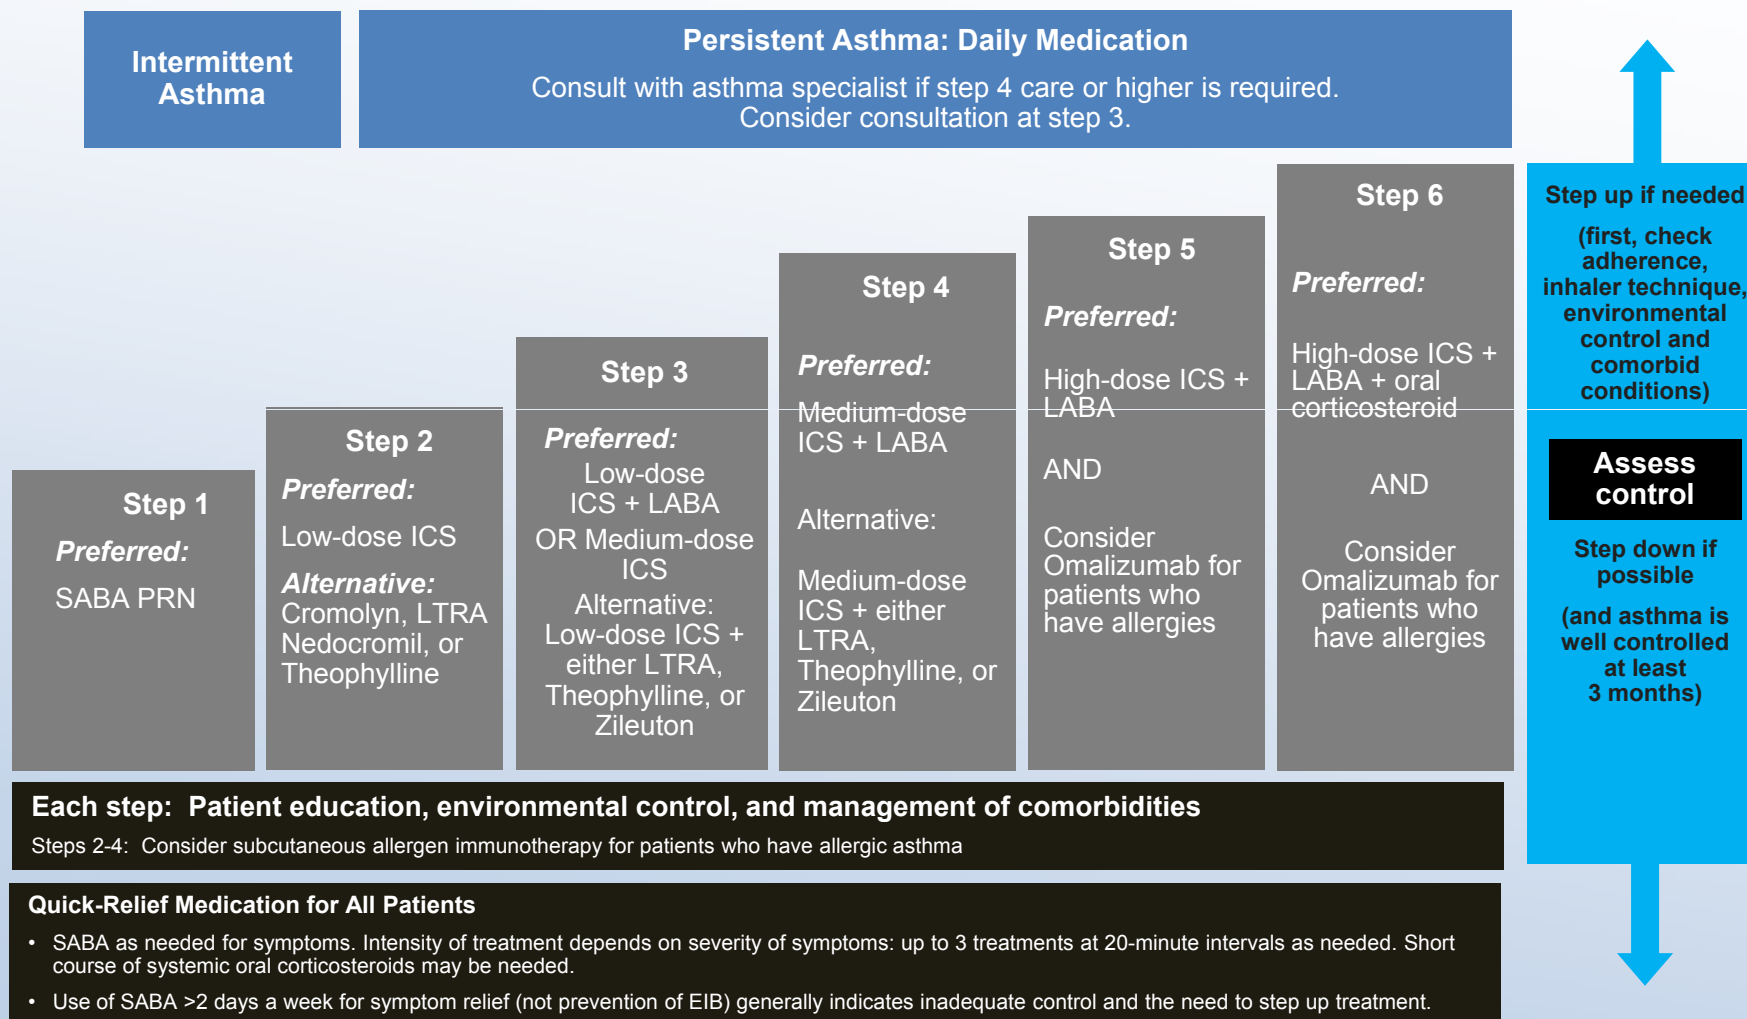 Intermittent
Asthma
Persistent Asthma: Daily Medication
Consult with asthma specialist if step 4 care or higher is required.
Consider consultation at step 3.
Step 1
Preferred:
SABA PRN
Step 2
Preferred:
Low-dose ICS
Alternative:
Cromolyn, LTRA
Nedocromil, or
Theophylline
Step 3
Preferred:
Low-dose
ICS + LABA
OR Medium-dose
ICS
Alternative:
Low-dose ICS +
either LTRA,
Theophylline, or
Zileuton
Step 4
Preferred:
Medium-dose
ICS + LABA
Alternative:
Medium-dose
ICS + either
LTRA,
Theophylline, or
Zileuton
Step 5
Preferred:
High-dose ICS +
LABA
AND
Consider
Omalizumab for
patients who
have allergies
Step 6
Preferred:
High-dose ICS +
LABA + oral
corticosteroid
AND
Consider
Omalizumab for
patients who
have allergies
Step up if needed
(first, check
adherence,
inhaler technique,
environmental
control and
comorbid
conditions)
Assess
control
Step down if
possible
(and asthma is
well controlled
at least
3 months)
Each step: Patient education, environmental control, and management of comorbidities
Steps 2-4: Consider subcutaneous allergen immunotherapy for patients who have allergic asthma
Quick-Relief Medication for All Patients
• SABA as needed for symptoms. Intensity of treatment depends on severity of symptoms: up to 3 treatments at 20-minute intervals as needed. Short
course of systemic oral corticosteroids may be needed.
• Use of SABA >2 days a week for symptom relief (not prevention of EIB) generally indicates inadequate control and the need to step up treatment.